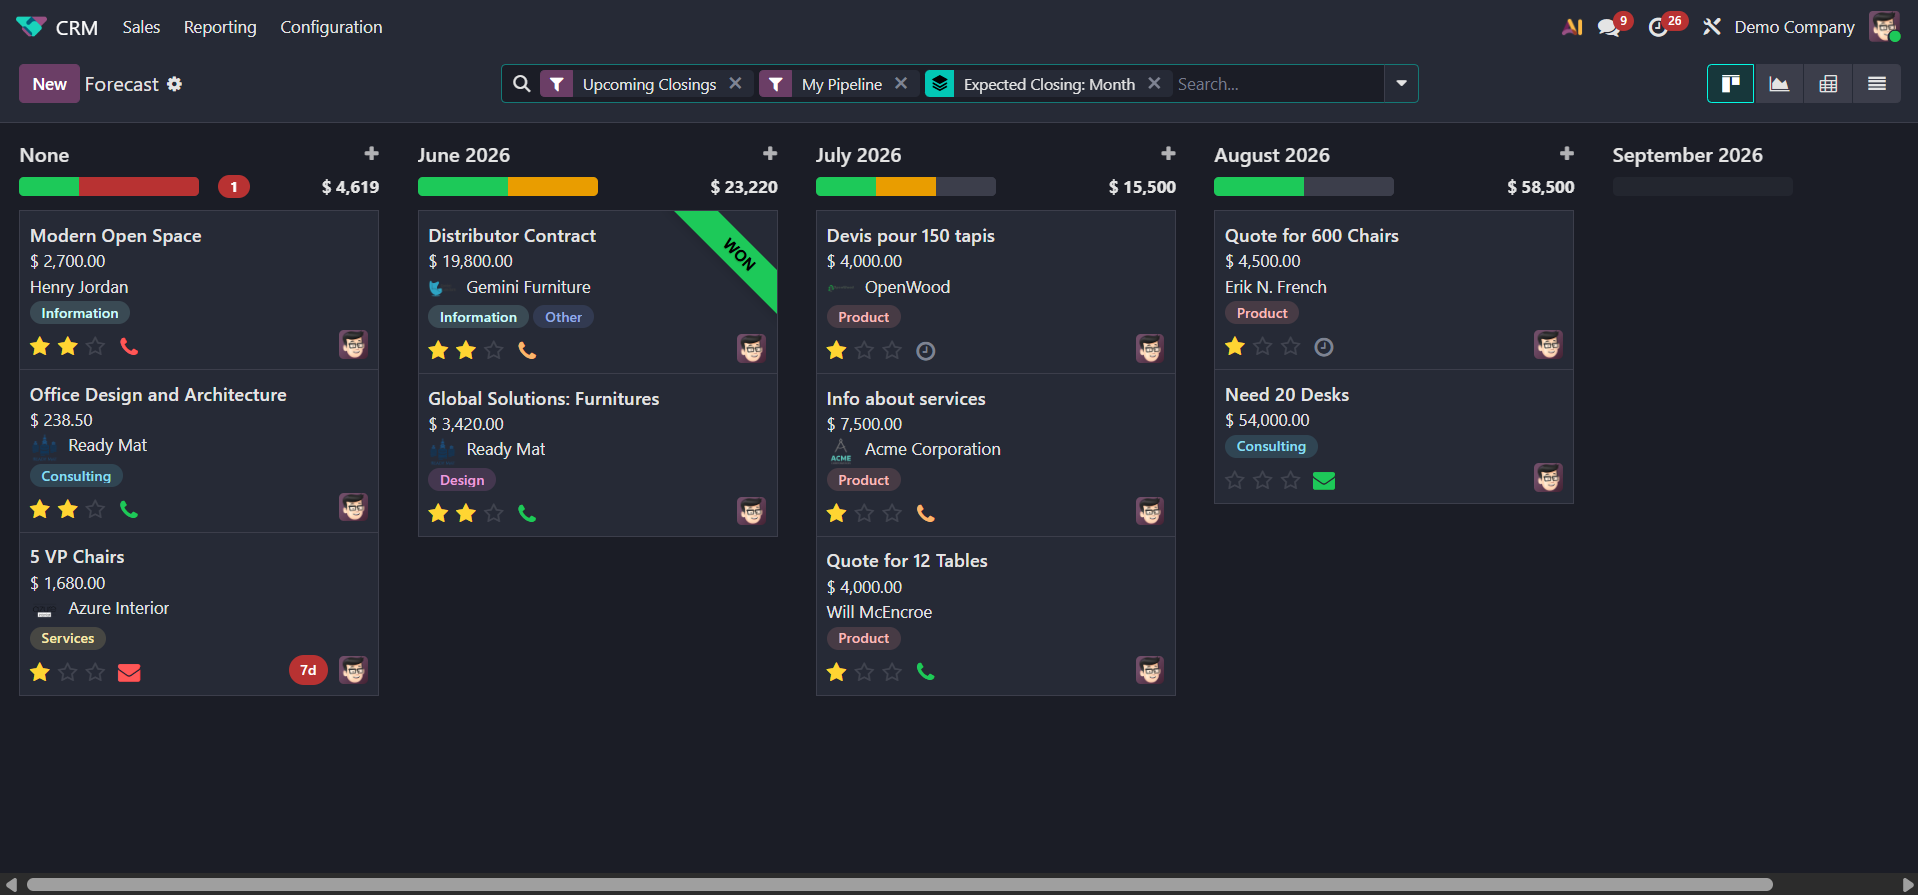 CRM Sales Reporting Configuration AI 9 26 Demo Company
New Forecast Upcoming Closings My Pipeline Expected Closing: Month Search...
None
1 $ 4,619
Modern Open Space
$ 2,700.00
Henry Jordan
Information
Office Design and Architecture
$ 238.50
Ready Mat
Consulting
5 VP Chairs
$ 1,680.00
Azure Interior
Services
7d
June 2026
$ 23,220
Distributor Contract
WON
$ 19,800.00
Gemini Furniture
Information Other
Global Solutions: Furnitures
$ 3,420.00
Ready Mat
Design
July 2026
$ 15,500
Devis pour 150 tapis
$ 4,000.00
OpenWood
Product
Info about services
$ 7,500.00
ACME Acme Corporation
Product
Quote for 12 Tables
$ 4,000.00
Will McEncroe
Product
August 2026
$ 58,500
Quote for 600 Chairs
$ 4,500.00
Erik N. French
Product
Need 20 Desks
$ 54,000.00
Consulting
September 2026